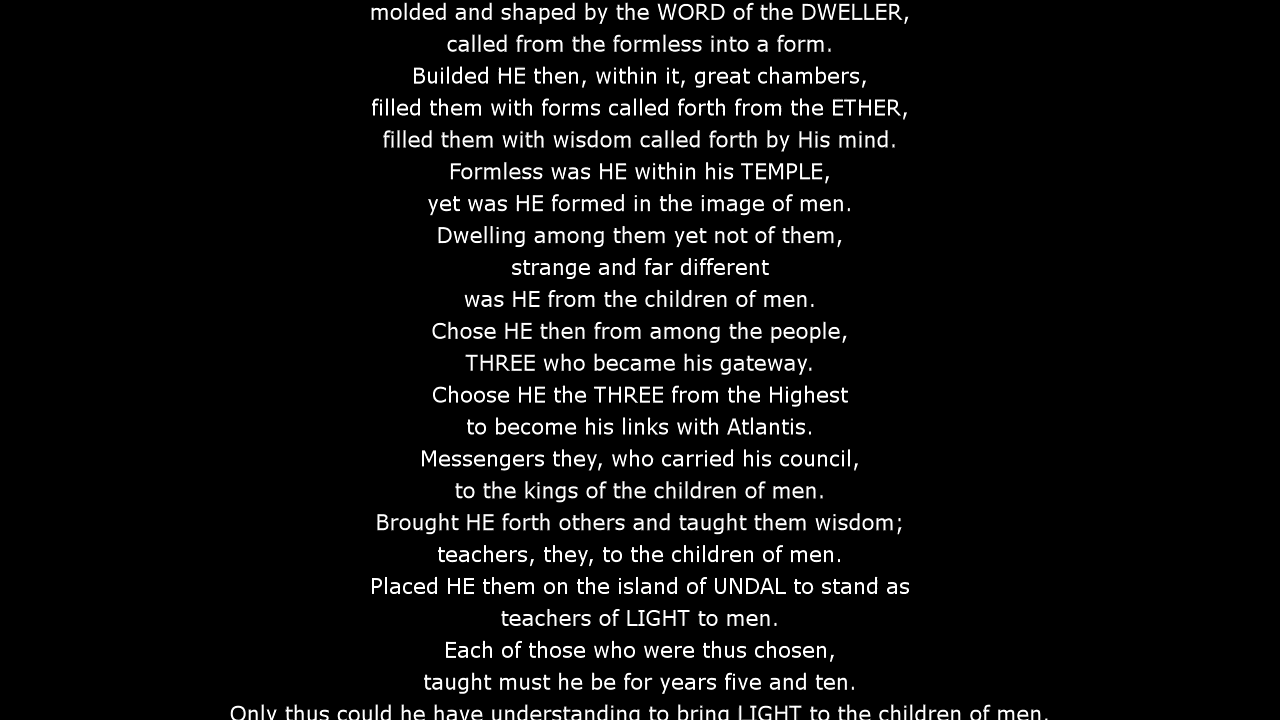 molded and shaped by the WORD of the DWELLER,
called from the formless into a form.
Builded HE then, within it, great chambers,
filled them with forms called forth from the ETHER,
filled them with wisdom called forth by His mind.
Formless was HE within his TEMPLE,
yet was HE formed in the image of men.
Dwelling among them yet not of them,
strange and far different
was HE from the children of men.
Chose HE then from among the people,
THREE who became his gateway.
Choose HE the THREE from the Highest
to become his links with Atlantis.
Messengers they, who carried his council,
to the kings of the children of men.
Brought HE forth others and taught them wisdom;
teachers, they, to the children of men.
Placed HE them on the island of UNDAL to stand as
teachers of LIGHT to men.
Each of those who were thus chosen,
taught must he be for years five and ten.
Only thus could he have understanding to bring LIGHT to the children of men.